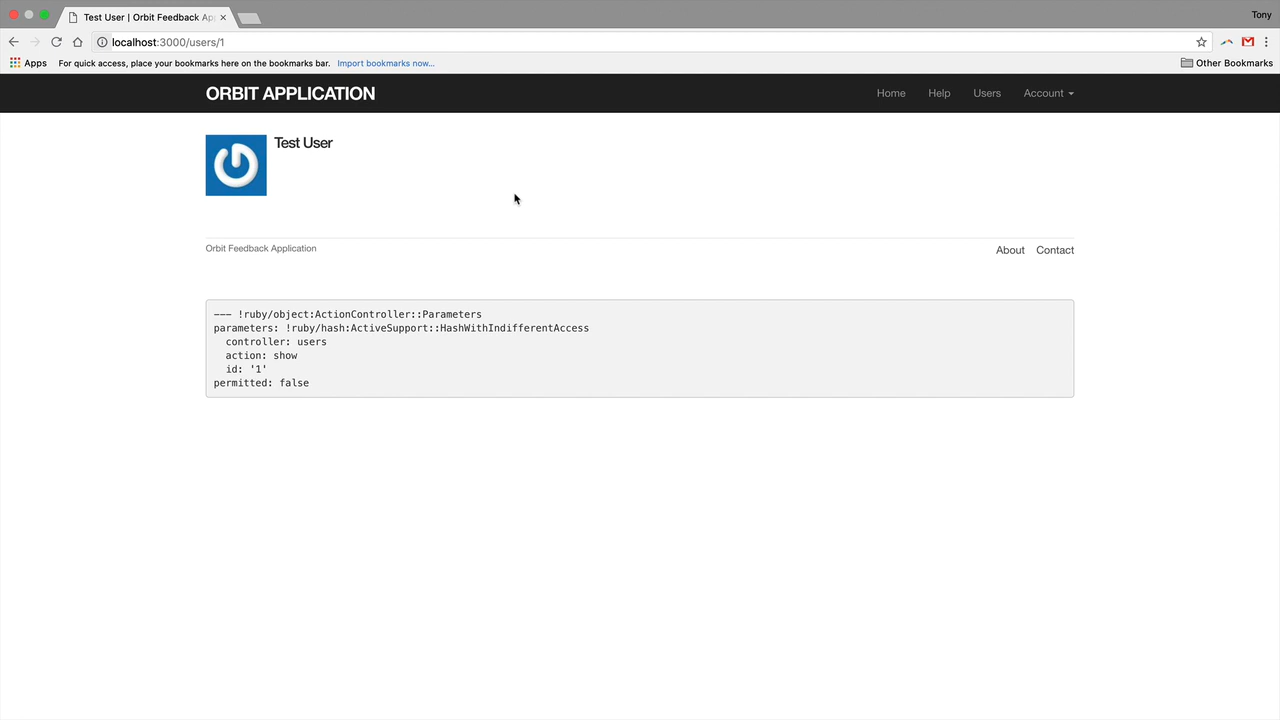 Test User | Orbit Feedback Ap
Tony
localhost:3000/users/1
Apps For quick access, place your bookmarks here on the bookmarks bar. Import bookmarks now... Other Bookmarks
ORBIT APPLICATION Home Help Users Account
Test User
Orbit Feedback Application About Contact
--- !ruby/object:ActionController::Parameters
parameters: !ruby/hash:ActiveSupport::HashWithIndifferentAccess
controller: users
action: show
id: '1'
permitted: false